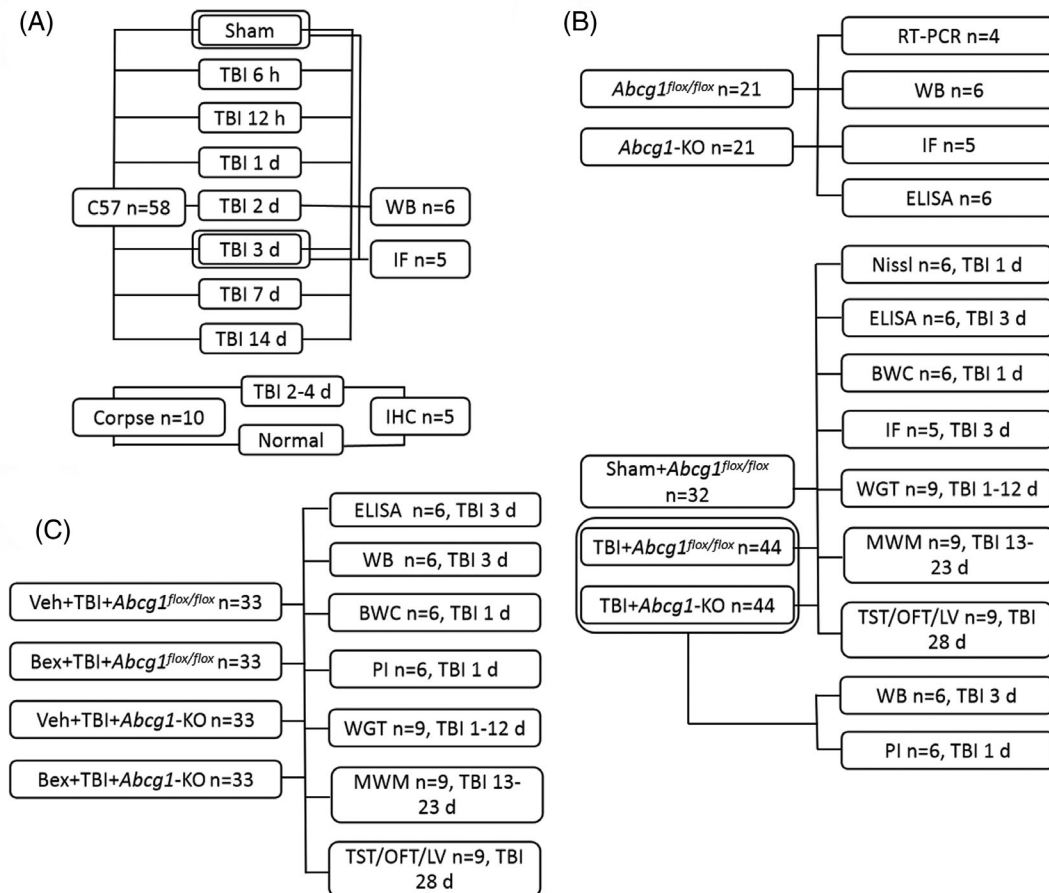 (A)
Sham
TBI 6 h
TBI 12 h
TBI 1 d
C57 n=58
TBI 2 d
TBI 3 d
TBI 7 d
TBI 14 d
WB n=6
IF n=5
Corpse n=10
TBI 2-4 d
Normal
IHC n=5
(B)
Abcg1flox/flox n=21
Abcg1-KO n=21
RT-PCR n=4
WB n=6
IF n=5
ELISA n=6
Sham+Abcg1flox/flox
n=32
TBI+Abcg1flox/flox n=44
TBI+Abcg1-KO n=44
Nissl n=6, TBI 1 d
ELISA n=6, TBI 3 d
BWC n=6, TBI 1 d
IF n=5, TBI 3 d
WGT n=9, TBI 1-12 d
MWM n=9, TBI 13-
23 d
TST/OFT/LV n=9, TBI
28 d
WB n=6, TBI 3 d
PI n=6, TBI 1 d
(C)
Veh+TBI+Abcg1flox/flox n=33
Bex+TBI+Abcg1flox/flox n=33
Veh+TBI+Abcg1-KO n=33
Bex+TBI+Abcg1-KO n=33
ELISA n=6, TBI 3 d
WB n=6, TBI 3 d
BWC n=6, TBI 1 d
PI n=6, TBI 1 d
WGT n=9, TBI 1-12 d
MWM n=9, TBI 13-
23 d
TST/OFT/LV n=9, TBI
28 d